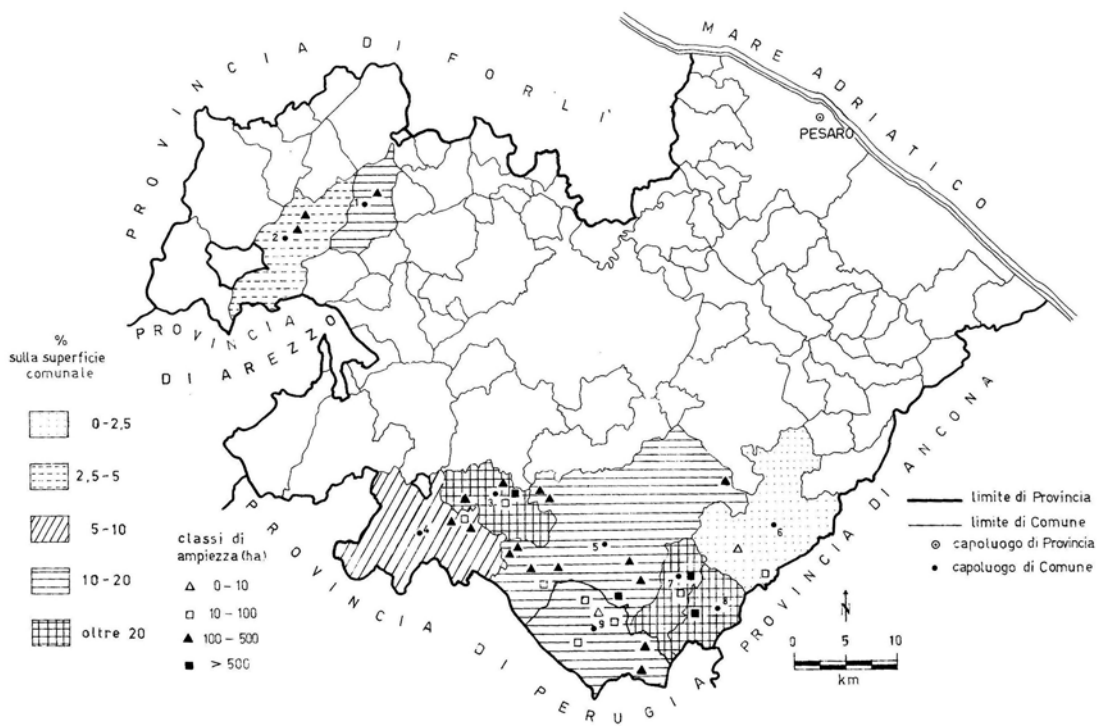 PROVINCIA DI FORLÌ
MARE ADRIATICO
PESARO
PROVINCIA
DI AREZZO
PROVINCIA DI ANCONA
PROVINCIA DI PERUGIA
1
2
3
4
5
6
7
8
9
%
sulla superficie
comunale
0-2,5
2,5-5
5-10
10-20
oltre 20
classi di
ampiezza (ha)
0-10
10-100
100-500
> 500
limite di Provincia
limite di Comune
capoluogo di Provincia
capoluogo di Comune
N
0 5 10
km